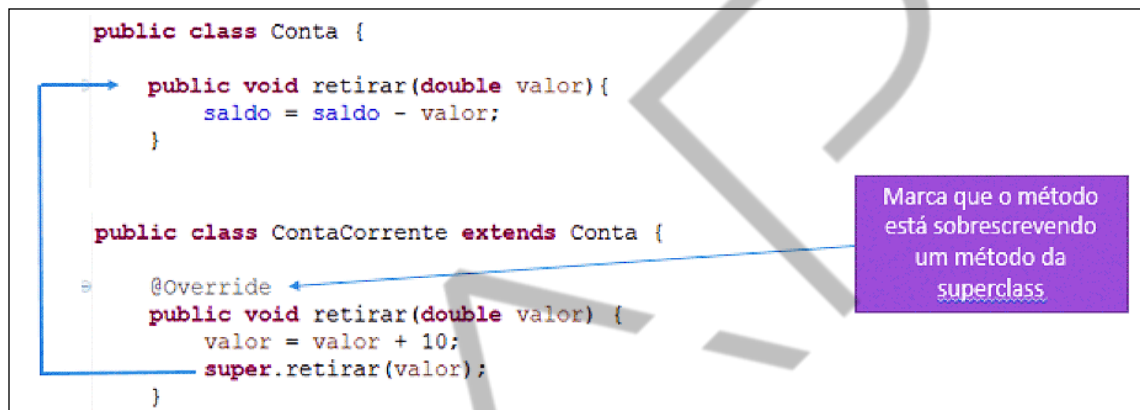 public class Conta {
public void retirar(double valor){
saldo = saldo - valor;
}
public class ContaCorrente extends Conta {
@Override
public void retirar(double valor) {
valor = valor + 10;
super.retirar(valor);
}
Marca que o método
está sobrescrevendo
um método da
superclass